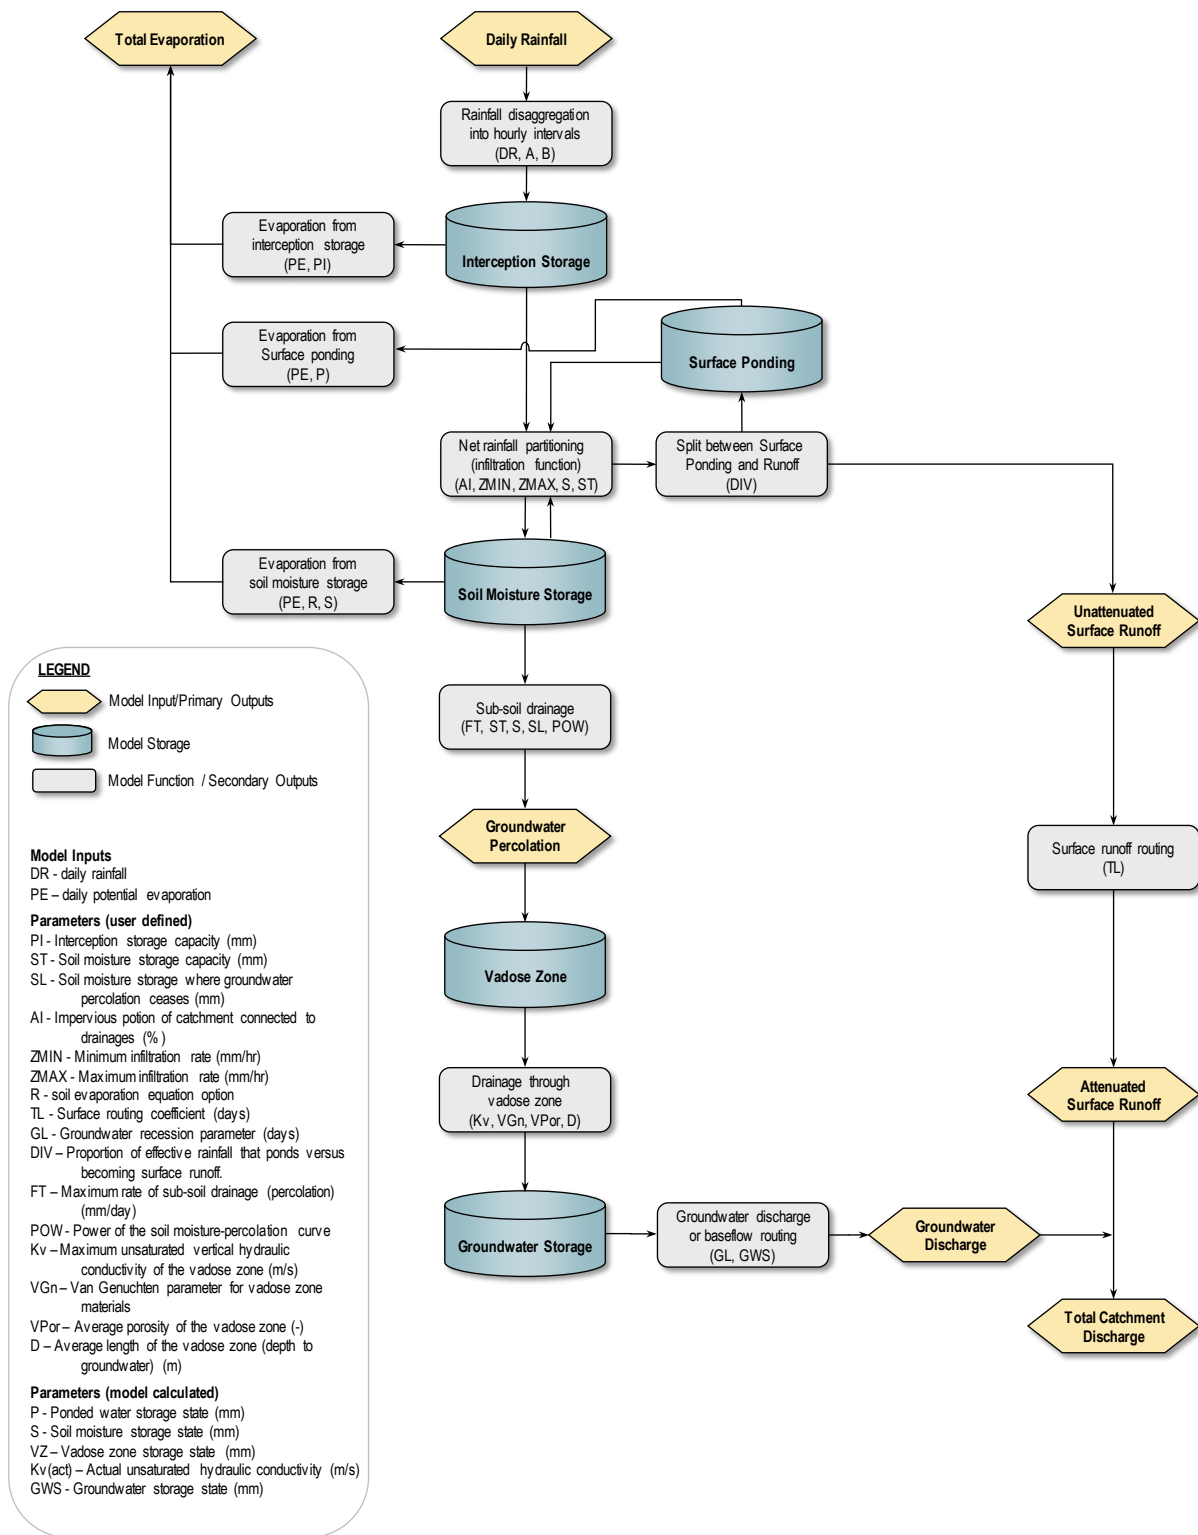 Total Evaporation
Daily Rainfall
Rainfall disaggregation
into hourly intervals
(DR, A, B)
Evaporation from
interception storage
(PE, PI)
Interception Storage
Evaporation from
Surface ponding
(PE, P)
Surface Ponding
Net rainfall partitioning
(infiltration function)
(AI, ZMIN, ZMAX, S, ST)
Split between Surface
Ponding and Runoff
(DIV)
Evaporation from
soil moisture storage
(PE, R, S)
Soil Moisture Storage
Unattenuated
Surface Runoff
Sub-soil drainage
(FT, ST, S, SL, POW)
Groundwater
Percolation
Surface runoff routing
(TL)
Vadose Zone
Drainage through
vadose zone
(Kv, VGn, VPor, D)
Attenuated
Surface Runoff
Groundwater Storage
Groundwater discharge
or baseflow routing
(GL, GWS)
Groundwater
Discharge
Total Catchment
Discharge
LEGEND
Model Input/Primary Outputs
Model Storage
Model Function / Secondary Outputs
Model Inputs
DR - daily rainfall
PE – daily potential evaporation
Parameters (user defined)
PI - Interception storage capacity (mm)
ST - Soil moisture storage capacity (mm)
SL - Soil moisture storage where groundwater
percolation ceases (mm)
AI - Impervious potion of catchment connected to
drainages (%)
ZMIN - Minimum infiltration rate (mm/hr)
ZMAX - Maximum infiltration rate (mm/hr)
R - soil evaporation equation option
TL - Surface routing coefficient (days)
GL - Groundwater recession parameter (days)
DIV – Proportion of effective rainfall that ponds versus
becoming surface runoff.
FT – Maximum rate of sub-soil drainage (percolation)
(mm/day)
POW - Power of the soil moisture-percolation curve
Kv – Maximum unsaturated vertical hydraulic
conductivity of the vadose zone (m/s)
VGn – Van Genuchten parameter for vadose zone
materials
VPor – Average porosity of the vadose zone (-)
D – Average length of the vadose zone (depth to
groundwater) (m)
Parameters (model calculated)
P - Ponded water storage state (mm)
S - Soil moisture storage state (mm)
VZ – Vadose zone storage state (mm)
Kv(act) – Actual unsaturated hydraulic conductivity (m/s)
GWS - Groundwater storage state (mm)